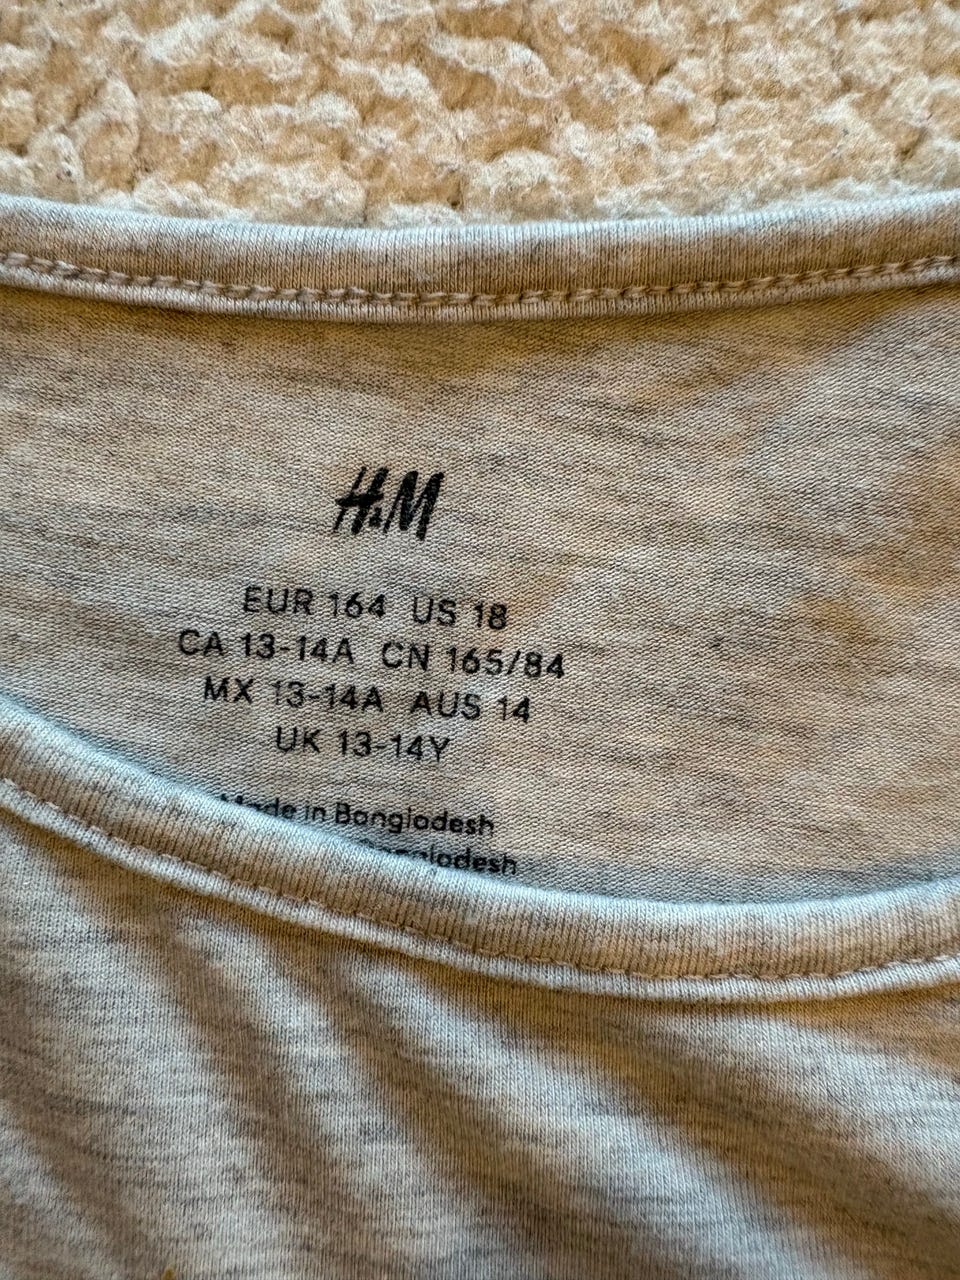 H&M
EUR 164 US 18
CA 13-14A CN 165/84
MX 13-14A AUS 14
UK 13-14Y
Made in Bangladesh
Bangladesh